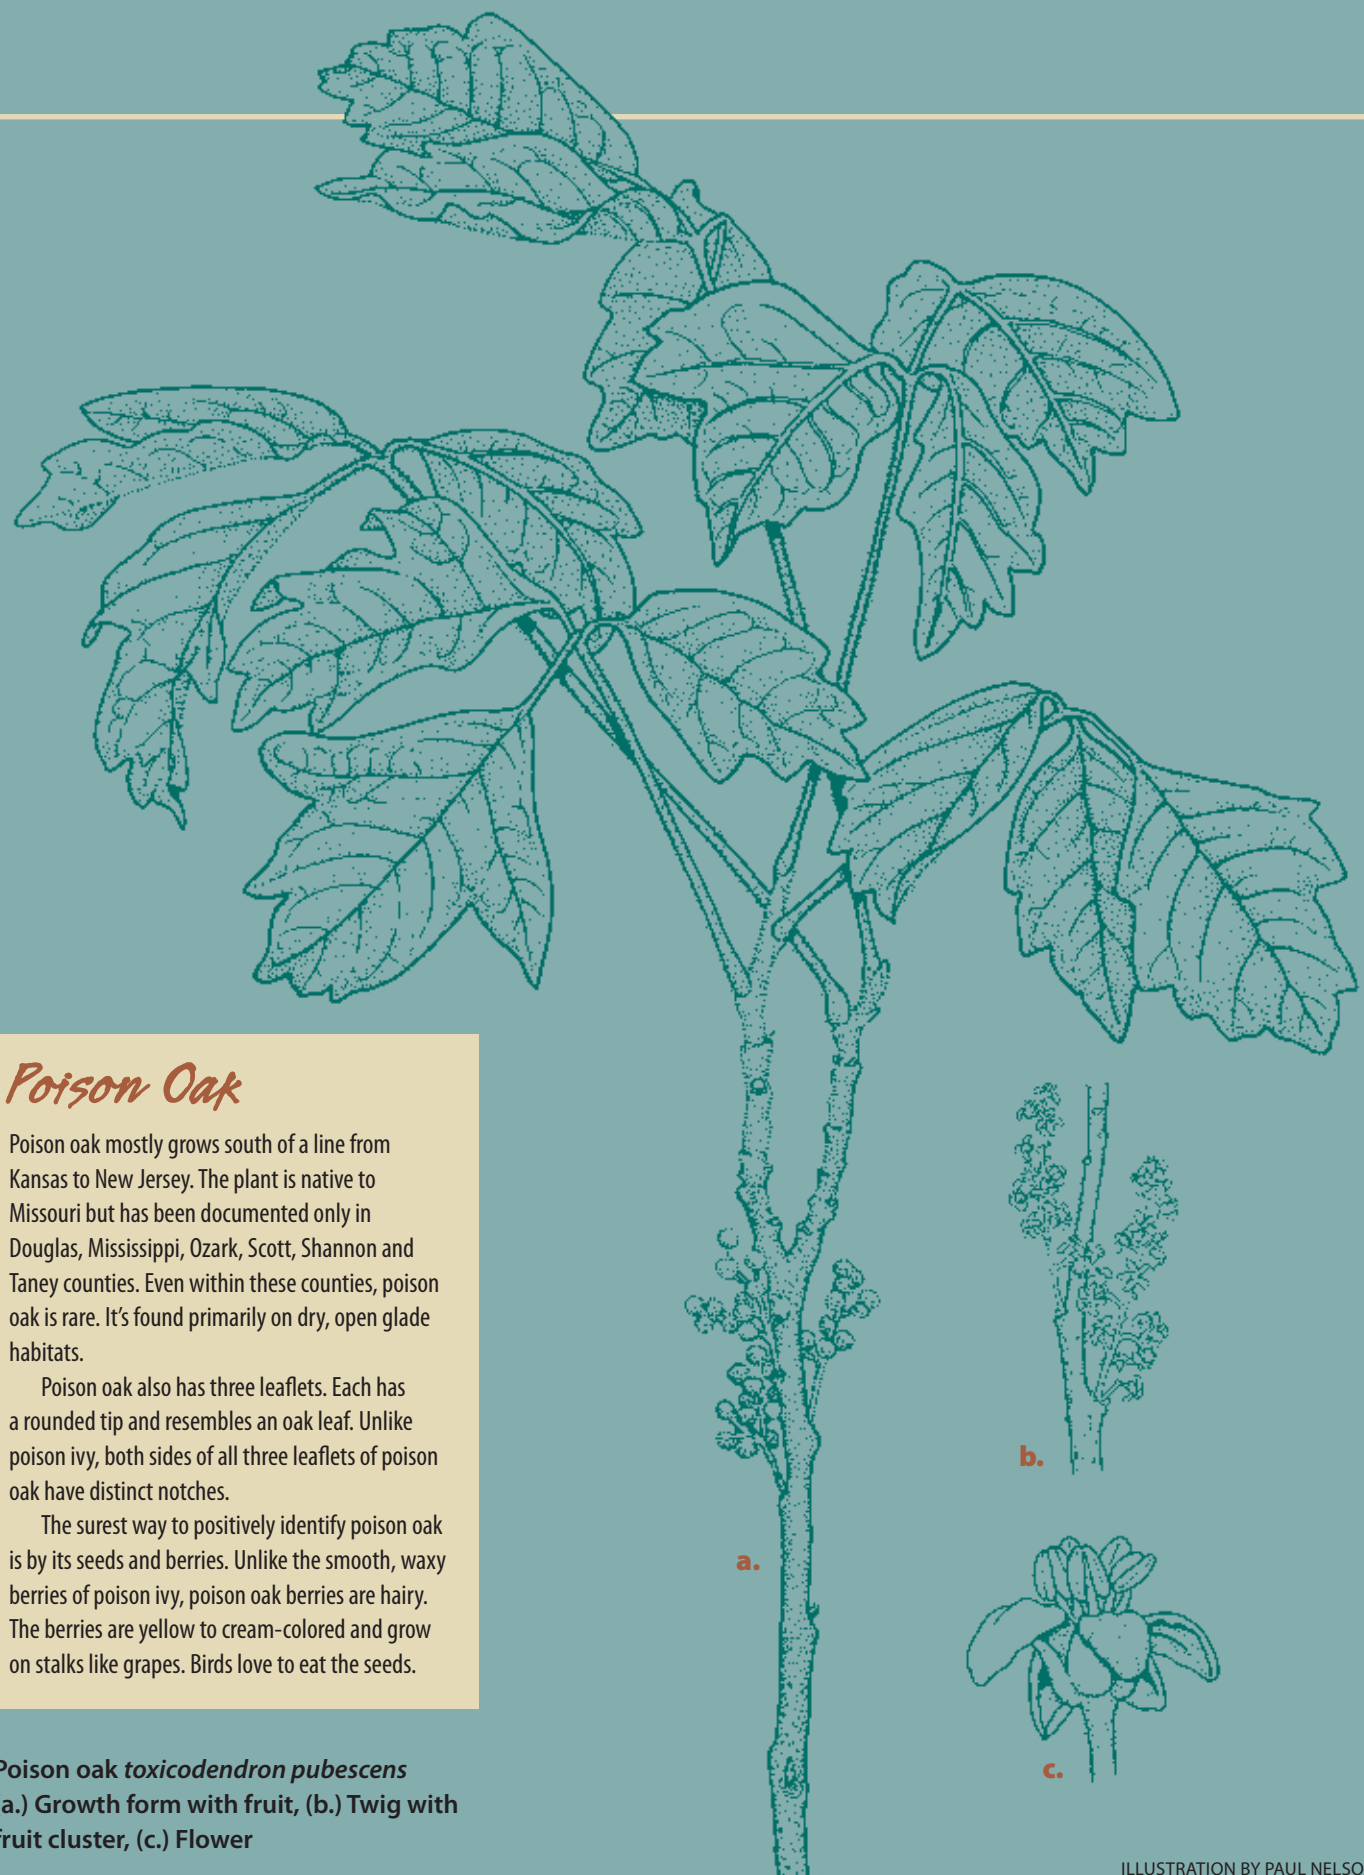 Poison Oak
Poison oak mostly grows south of a line from
Kansas to New Jersey. The plant is native to
Missouri but has been documented only in
Douglas, Mississippi, Ozark, Scott, Shannon and
Taney counties. Even within these counties, poison
oak is rare. It’s found primarily on dry, open glade
habitats.
Poison oak also has three leaflets. Each has
a rounded tip and resembles an oak leaf. Unlike
poison ivy, both sides of all three leaflets of poison
oak have distinct notches.
The surest way to positively identify poison oak
is by its seeds and berries. Unlike the smooth, waxy
berries of poison ivy, poison oak berries are hairy.
The berries are yellow to cream-colored and grow
on stalks like grapes. Birds love to eat the seeds.
Poison oak toxicodendron pubescens
a.) Growth form with fruit, (b.) Twig with
fruit cluster, (c.) Flower
a.
b.
c.
ILLUSTRATION BY PAUL NELSO